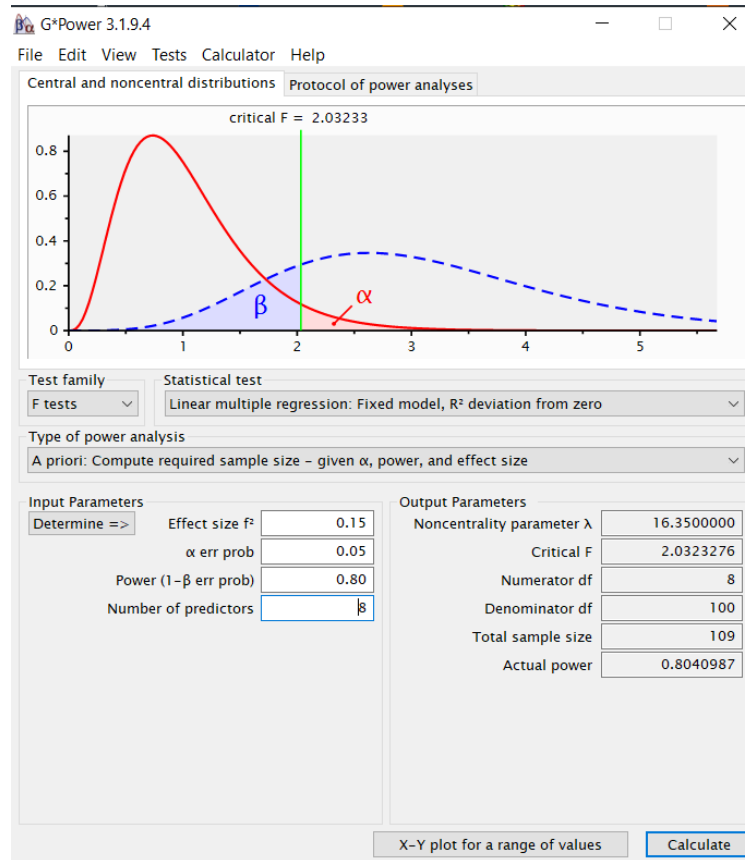 G*Power 3.1.9.4
File Edit View Tests Calculator Help
Central and noncentral distributions Protocol of power analyses
critical F = 2.03233
0.8
0.6
0.4
0.2
0
β
α
0 1 2 3 4 5
Test family Statistical test
F tests Linear multiple regression: Fixed model, R² deviation from zero
Type of power analysis
A priori: Compute required sample size – given α, power, and effect size
Input Parameters Output Parameters
Determine => Effect size f² 0.15 Noncentrality parameter λ 16.3500000
α err prob 0.05 Critical F 2.0323276
Power (1-β err prob) 0.80 Numerator df 8
Number of predictors 8 Denominator df 100
Total sample size 109
Actual power 0.8040987
X-Y plot for a range of values Calculate